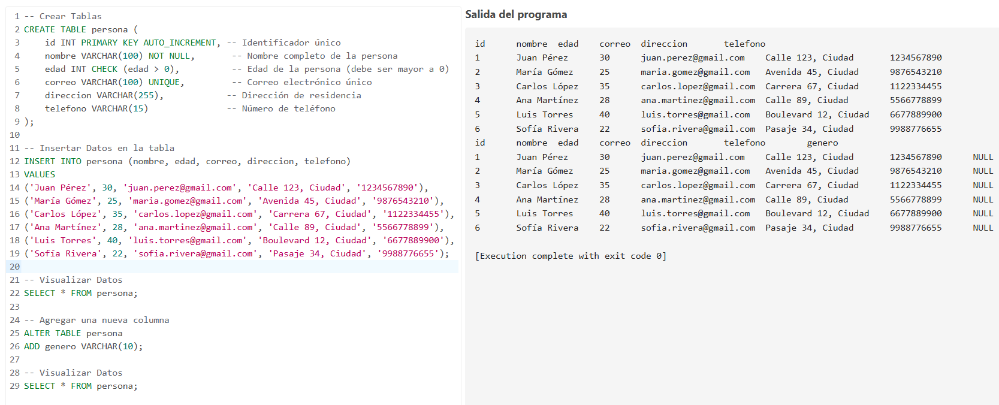 1 -- Crear Tablas
2 CREATE TABLE persona (
3 id INT PRIMARY KEY AUTO_INCREMENT, -- Identificador único
4 nombre VARCHAR(100) NOT NULL, -- Nombre completo de la persona
5 edad INT CHECK (edad > 0), -- Edad de la persona (debe ser mayor a 0)
6 correo VARCHAR(100) UNIQUE, -- Correo electrónico único
7 direccion VARCHAR(255), -- Dirección de residencia
8 telefono VARCHAR(15) -- Número de teléfono
9 );
10
11 -- Insertar Datos en la tabla
12 INSERT INTO persona (nombre, edad, correo, direccion, telefono)
13 VALUES
14 ('Juan Pérez', 30, 'juan.perez@gmail.com', 'Calle 123, Ciudad', '1234567890'),
15 ('María Gómez', 25, 'maria.gomez@gmail.com', 'Avenida 45, Ciudad', '9876543210'),
16 ('Carlos López', 35, 'carlos.lopez@gmail.com', 'Carrera 67, Ciudad', '1122334455'),
17 ('Ana Martínez', 28, 'ana.martinez@gmail.com', 'Calle 89, Ciudad', '5566778899'),
18 ('Luis Torres', 40, 'luis.torres@gmail.com', 'Boulevard 12, Ciudad', '6677889900'),
19 ('Sofía Rivera', 22, 'sofia.rivera@gmail.com', 'Pasaje 34, Ciudad', '9988776655');
20
21 -- Visualizar Datos
22 SELECT * FROM persona;
23
24 -- Agregar una nueva columna
25 ALTER TABLE persona
26 ADD genero VARCHAR(10);
27
28 -- Visualizar Datos
29 SELECT * FROM persona;
Salida del programa
id nombre edad correo direccion telefono
1 Juan Pérez 30 juan.perez@gmail.com Calle 123, Ciudad 1234567890
2 María Gómez 25 maria.gomez@gmail.com Avenida 45, Ciudad 9876543210
3 Carlos López 35 carlos.lopez@gmail.com Carrera 67, Ciudad 1122334455
4 Ana Martínez 28 ana.martinez@gmail.com Calle 89, Ciudad 5566778899
5 Luis Torres 40 luis.torres@gmail.com Boulevard 12, Ciudad 6677889900
6 Sofía Rivera 22 sofia.rivera@gmail.com Pasaje 34, Ciudad 9988776655
id nombre edad correo direccion telefono genero
1 Juan Pérez 30 juan.perez@gmail.com Calle 123, Ciudad 1234567890 NULL
2 María Gómez 25 maria.gomez@gmail.com Avenida 45, Ciudad 9876543210 NULL
3 Carlos López 35 carlos.lopez@gmail.com Carrera 67, Ciudad 1122334455 NULL
4 Ana Martínez 28 ana.martinez@gmail.com Calle 89, Ciudad 5566778899 NULL
5 Luis Torres 40 luis.torres@gmail.com Boulevard 12, Ciudad 6677889900 NULL
6 Sofía Rivera 22 sofia.rivera@gmail.com Pasaje 34, Ciudad 9988776655 NULL
[Execution complete with exit code 0]